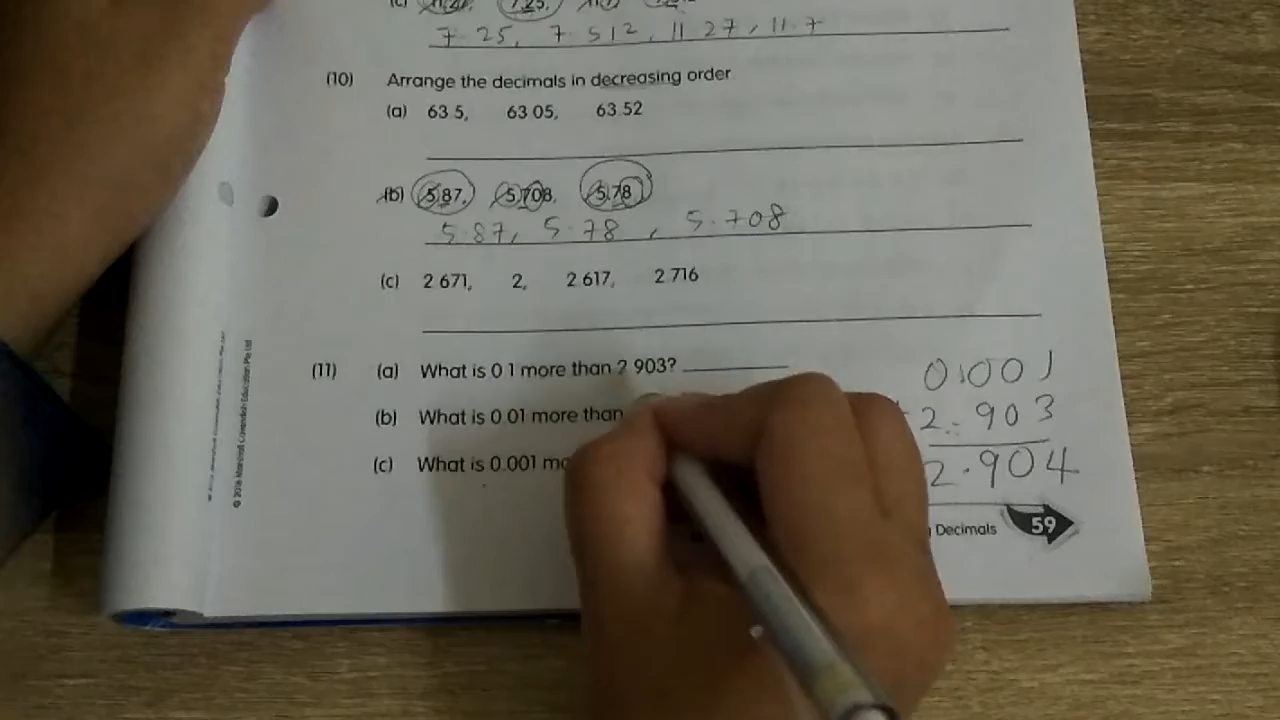 (c)
7.25, 7.512, 11.27, 11.7
(10) Arrange the decimals in decreasing order
(a) 63.5, 63.05, 63.52
(b) 5.87, 5.708, 5.78
5.87, 5.78, 5.708
(c) 2.671, 2, 2.617, 2.716
(11) (a) What is 0.1 more than 2.903?
(b) What is 0.01 more than
(c) What is 0.001
0.001
+ 2.903
2.904
Decimals 59